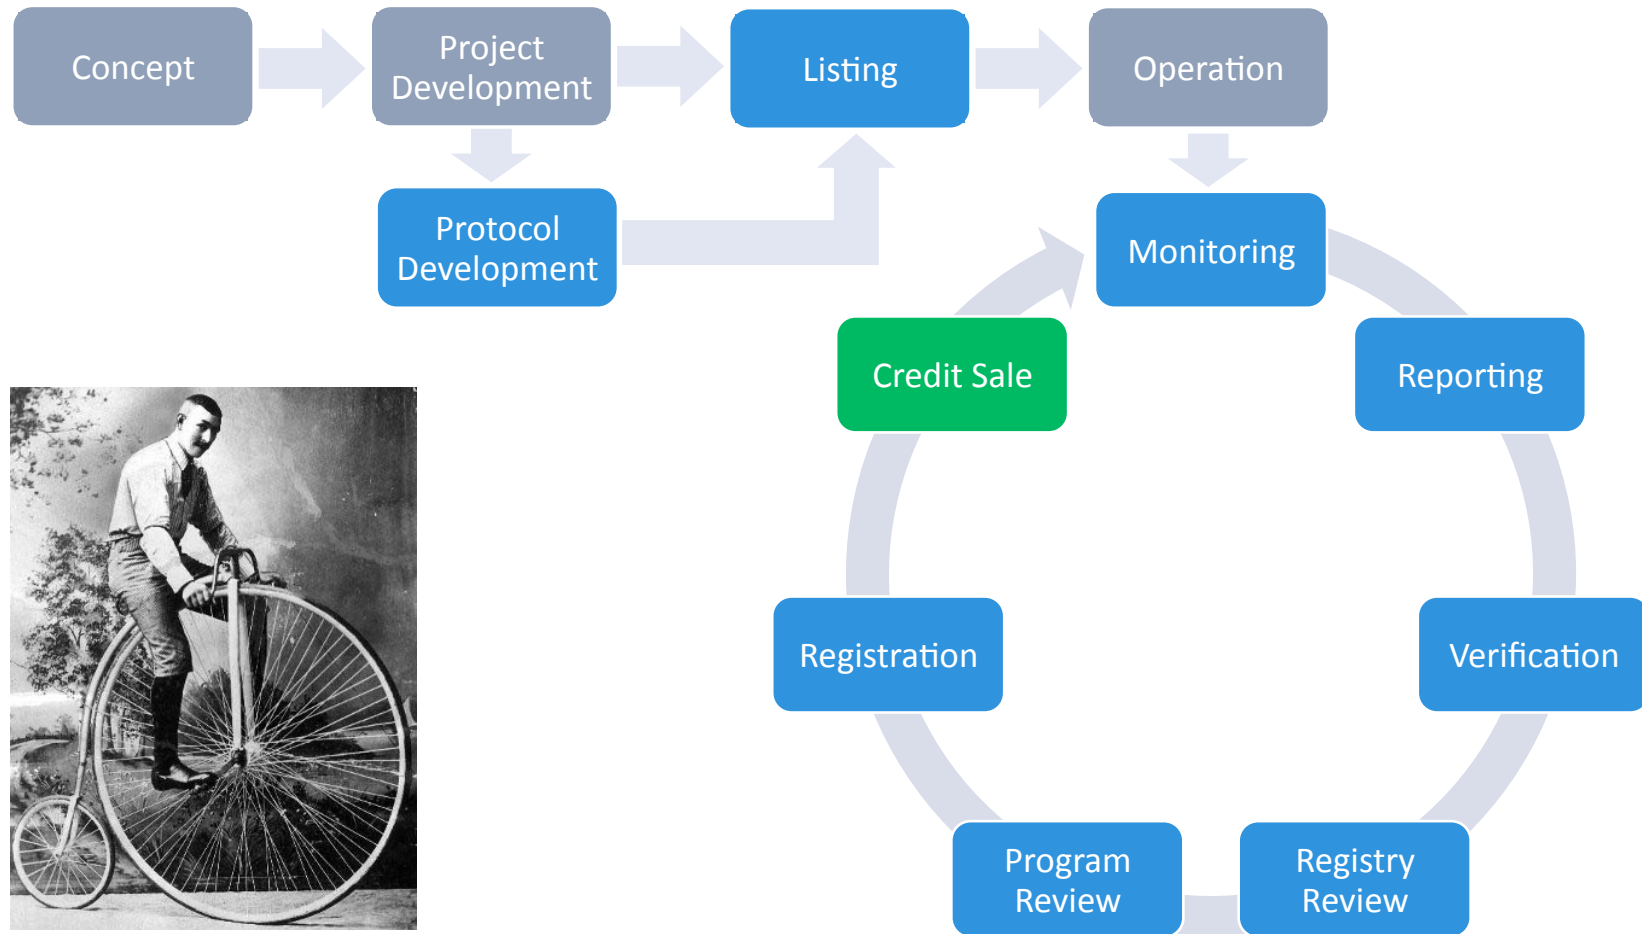 Concept
Project
Development
Listing
Operation
Protocol
Development
Monitoring
Credit Sale
Reporting
Registration
Verification
Program
Review
Registry
Review